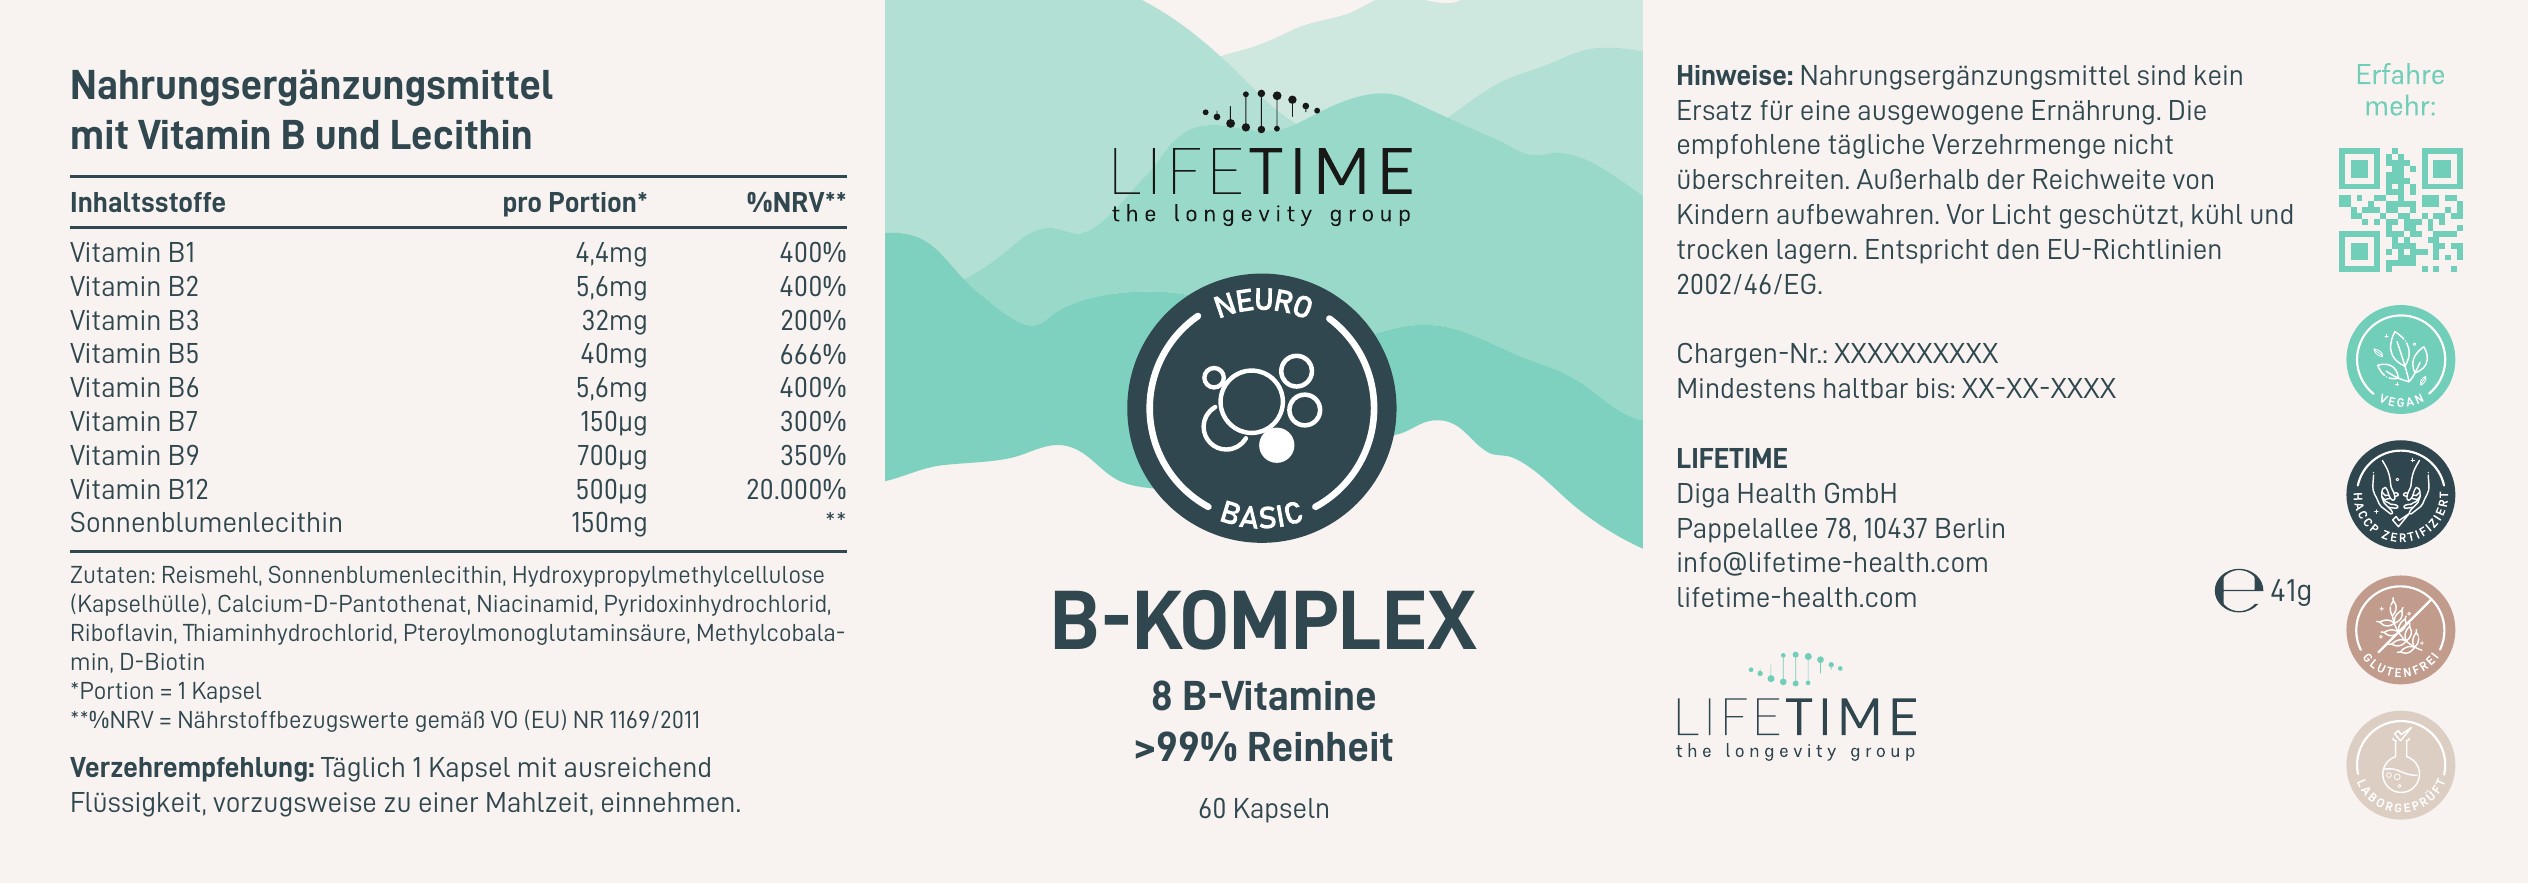 Nahrungsergänzungsmittel
mit Vitamin B und Lecithin
Inhaltsstoffe pro Portion* %NRV**
Vitamin B1 4,4mg 400%
Vitamin B2 5,6mg 400%
Vitamin B3 32mg 200%
Vitamin B5 40mg 666%
Vitamin B6 5,6mg 400%
Vitamin B7 150µg 300%
Vitamin B9 700µg 350%
Vitamin B12 500µg 20.000%
Sonnenblumenlecithin 150mg **
Zutaten: Reismehl, Sonnenblumenlecithin, Hydroxypropylmethylcellulose
(Kapselhülle), Calcium-D-Pantothenat, Niacinamid, Pyridoxinhydrochlorid,
Riboflavin, Thiaminhydrochlorid, Pteroylmonoglutaminsäure, Methylcobala-
min, D-Biotin
*Portion = 1 Kapsel
**%NRV = Nährstoffbezugswerte gemäß VO (EU) NR 1169/2011
Verzehrempfehlung: Täglich 1 Kapsel mit ausreichend
Flüssigkeit, vorzugsweise zu einer Mahlzeit, einnehmen.
LIFETIME
the longevity group
NEURO
BASIC
B-KOMPLEX
8 B-Vitamine
>99% Reinheit
60 Kapseln
Hinweise: Nahrungsergänzungsmittel sind kein
Ersatz für eine ausgewogene Ernährung. Die
empfohlene tägliche Verzehrmenge nicht
überschreiten. Außerhalb der Reichweite von
Kindern aufbewahren. Vor Licht geschützt, kühl und
trocken lagern. Entspricht den EU-Richtlinien
2002/46/EG.
Chargen-Nr.: XXXXXXXXXX
Mindestens haltbar bis: XX-XX-XXXX
LIFETIME
Diga Health GmbH
Pappelallee 78, 10437 Berlin
info@lifetime-health.com
lifetime-health.com
℮ 41g
LIFETIME
the longevity group
Erfahre
mehr:
VEGAN
HACCP ZERTIFIZIERT
GLUTENFREI
LABORGEPRÜFT